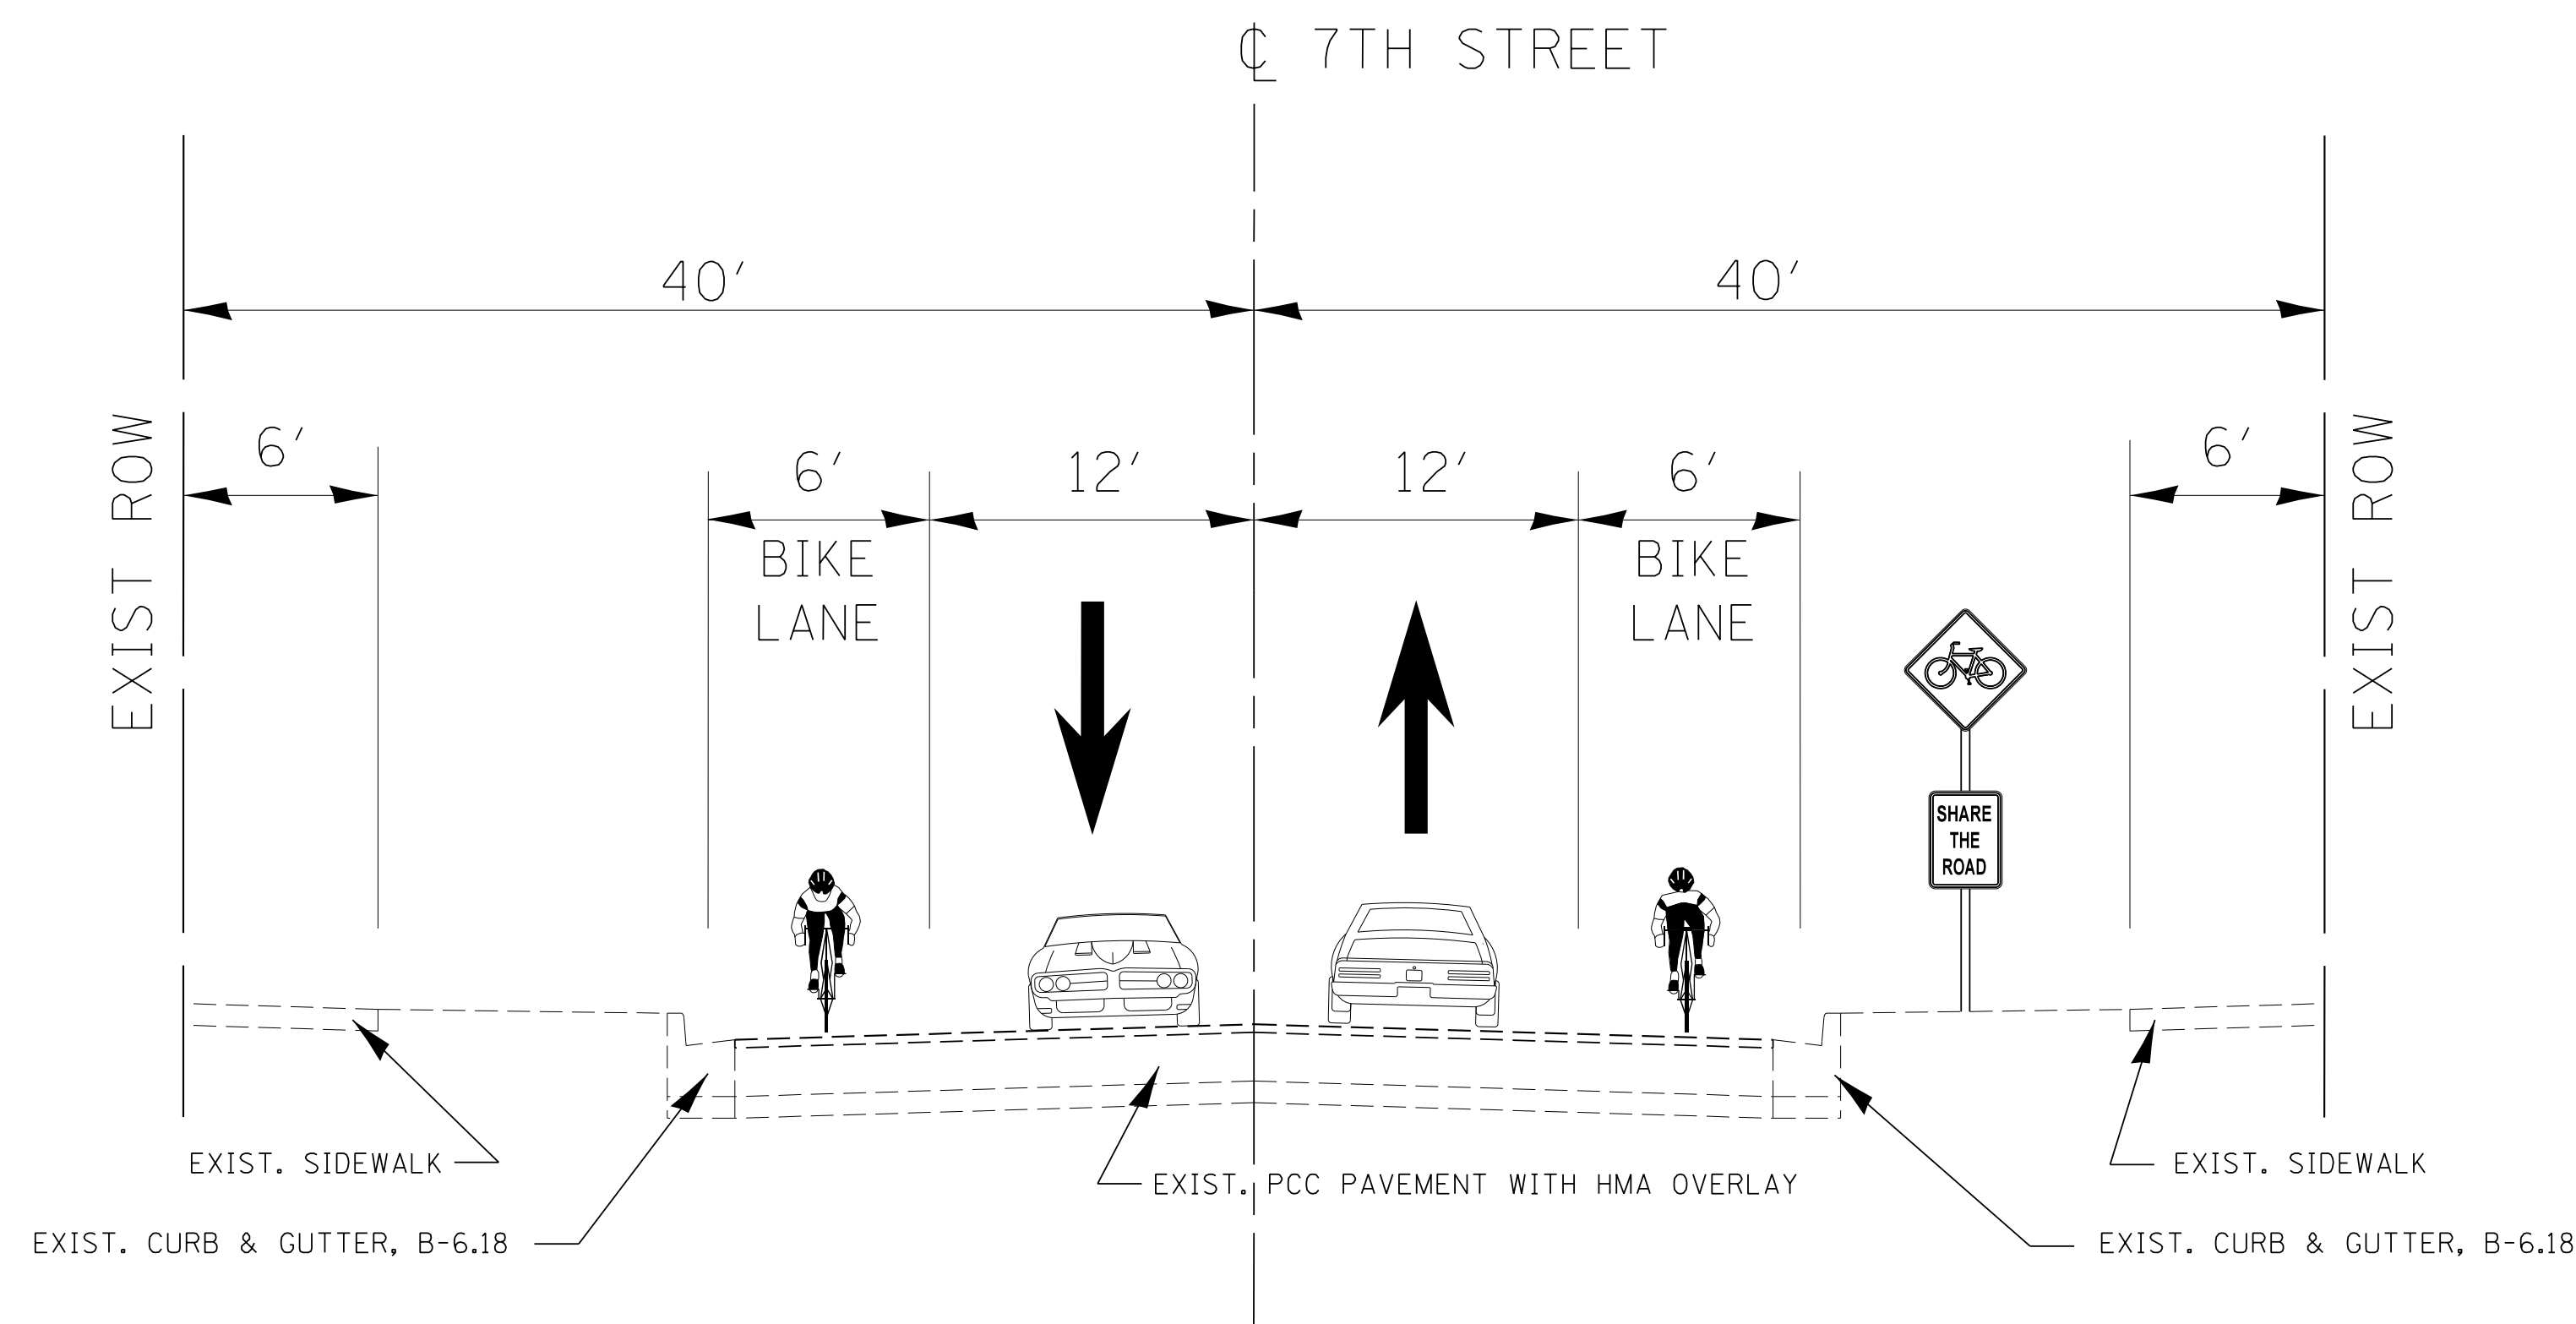 ℄ 7TH STREET
40'
40'
EXIST ROW
6'
6'
12'
12'
6'
6'
EXIST ROW
BIKE
LANE
BIKE
LANE
SHARE
THE
ROAD
EXIST. SIDEWALK
EXIST. PCC PAVEMENT WITH HMA OVERLAY
EXIST. SIDEWALK
EXIST. CURB & GUTTER, B-6.18
EXIST. CURB & GUTTER, B-6.18